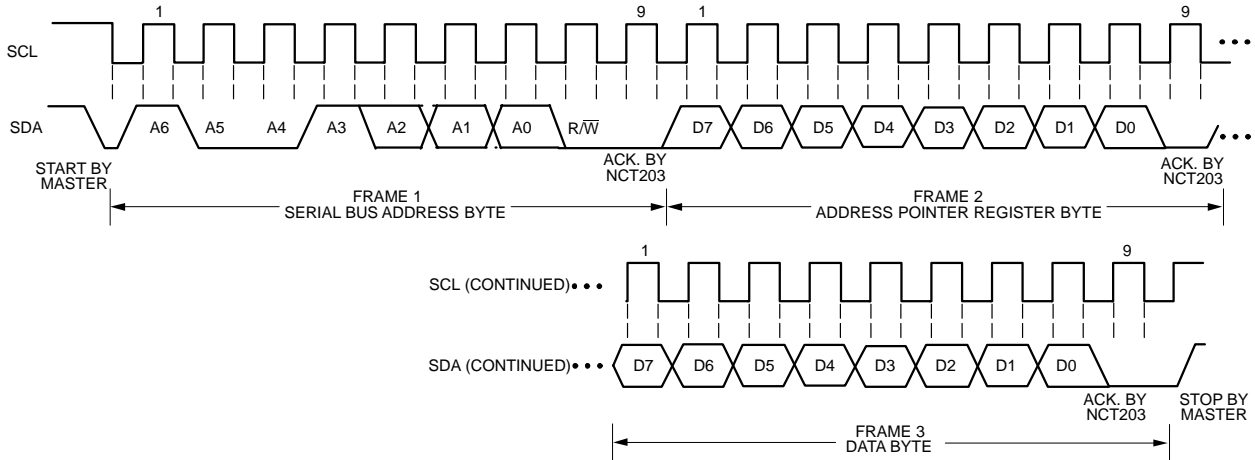 1 9 1 9
SCL
SDA A6 A5 A4 A3 A2 A1 A0 R/W̅ D7 D6 D5 D4 D3 D2 D1 D0
START BY
MASTER
ACK. BY
NCT203
ACK. BY
NCT203
FRAME 1
SERIAL BUS ADDRESS BYTE
FRAME 2
ADDRESS POINTER REGISTER BYTE
1 9
SCL (CONTINUED)
SDA (CONTINUED) D7 D6 D5 D4 D3 D2 D1 D0
ACK. BY
NCT203
STOP BY
MASTER
FRAME 3
DATA BYTE